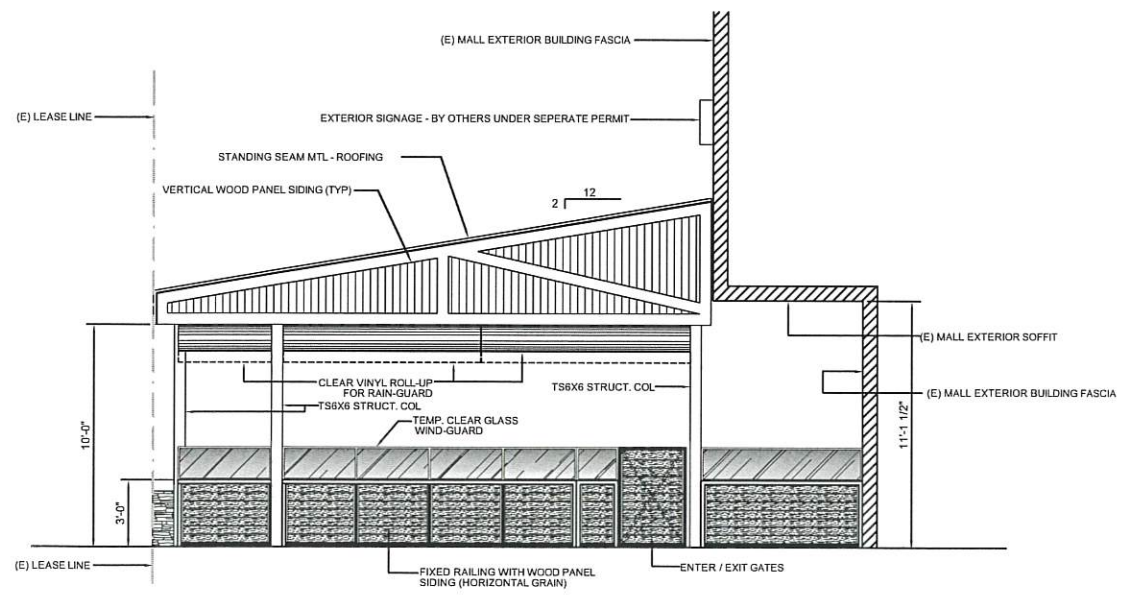 (E) MALL EXTERIOR BUILDING FASCIA
(E) LEASE LINE
EXTERIOR SIGNAGE - BY OTHERS UNDER SEPERATE PERMIT
STANDING SEAM MTL - ROOFING
VERTICAL WOOD PANEL SIDING (TYP)
12
2
(E) MALL EXTERIOR SOFFIT
CLEAR VINYL ROLL-UP
FOR RAIN-GUARD
TS6X6 STRUCT. COL
(E) MALL EXTERIOR BUILDING FASCIA
TS6X6 STRUCT. COL
TEMP. CLEAR GLASS
WIND-GUARD
10'-0"
11'-1 1/2"
3'-0"
(E) LEASE LINE
FIXED RAILING WITH WOOD PANEL
SIDING (HORIZONTAL GRAIN)
ENTER / EXIT GATES